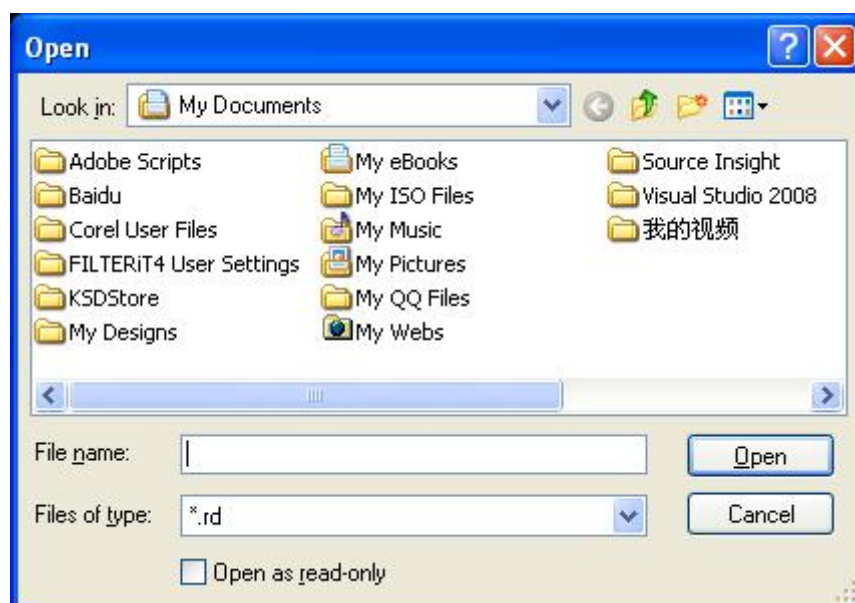 Open
Look in: My Documents
Adobe Scripts My eBooks Source Insight
Baidu My ISO Files Visual Studio 2008
Corel User Files My Music 我的视频
FILTERiT4 User Settings My Pictures
KSDStore My QQ Files
My Designs My Webs
File name: Open
Files of type: *.rd Cancel
Open as read-only